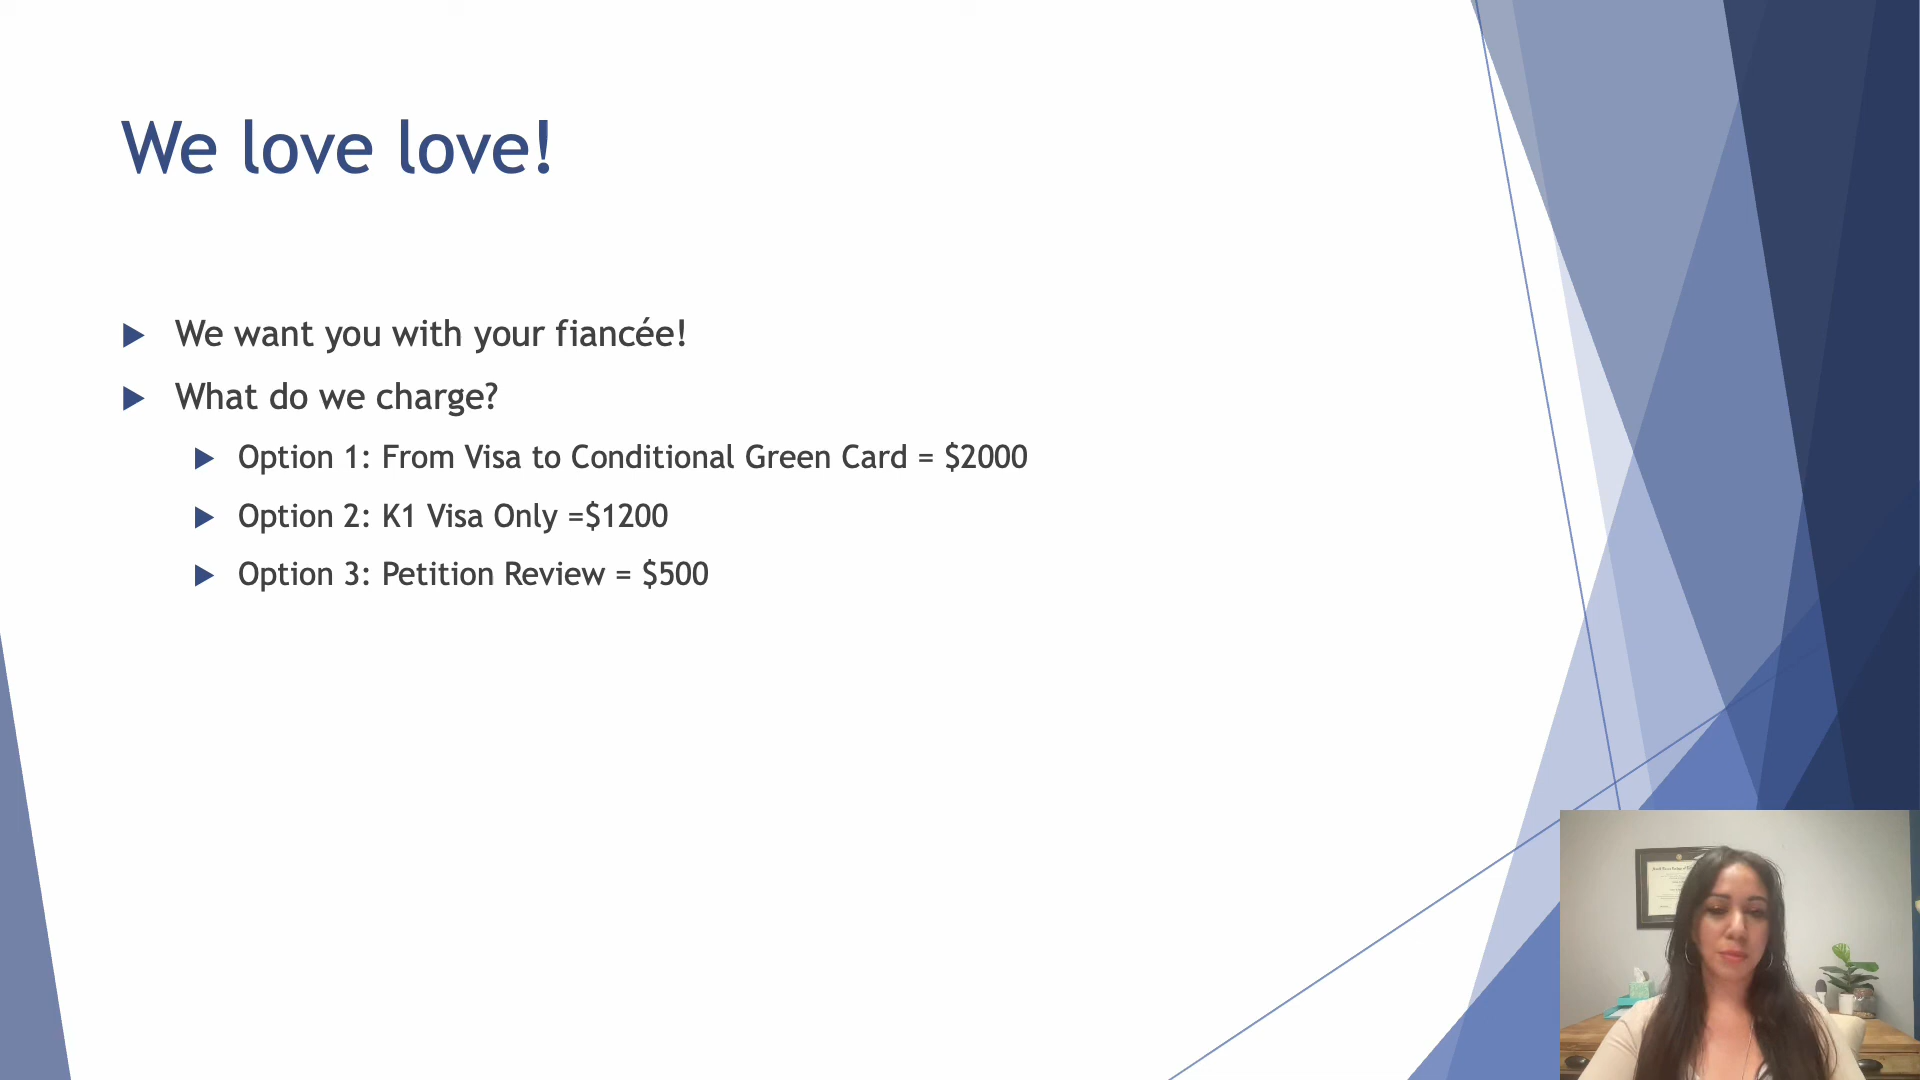 We love love!
We want you with your fiancée!
What do we charge?
Option 1: From Visa to Conditional Green Card = $2000
Option 2: K1 Visa Only =$1200
Option 3: Petition Review = $500